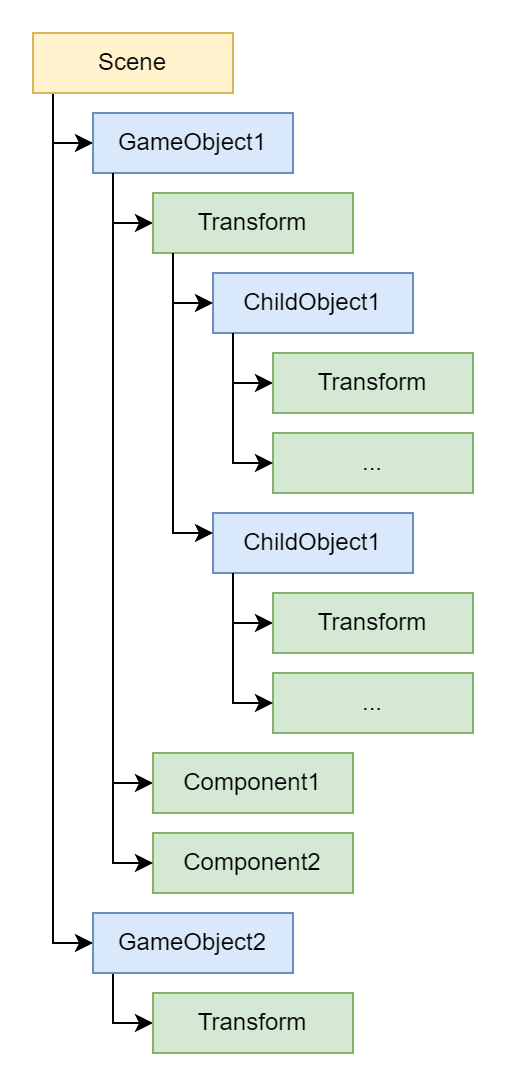 Scene
GameObject1
Transform
ChildObject1
Transform
...
ChildObject1
Transform
...
Component1
Component2
GameObject2
Transform